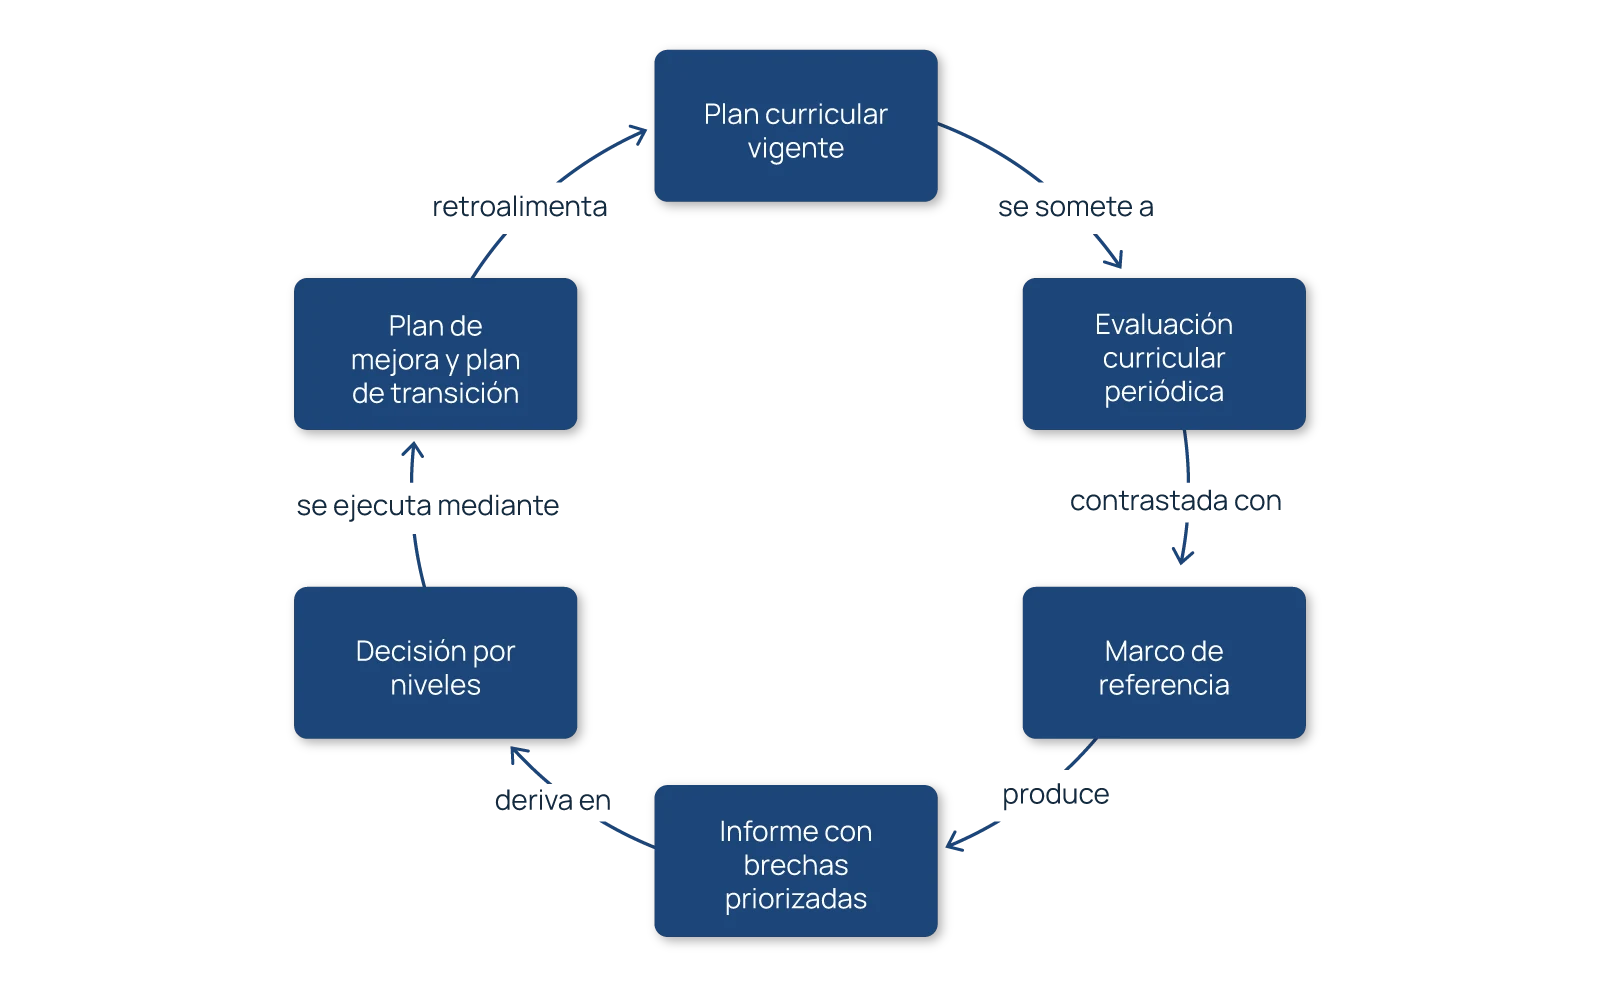 Plan curricular
vigente
se somete a
Evaluación
curricular
periódica
contrastada con
Marco de
referencia
produce
Informe con
brechas
priorizadas
deriva en
Decisión por
niveles
se ejecuta mediante
Plan de
mejora y plan
de transición
retroalimenta